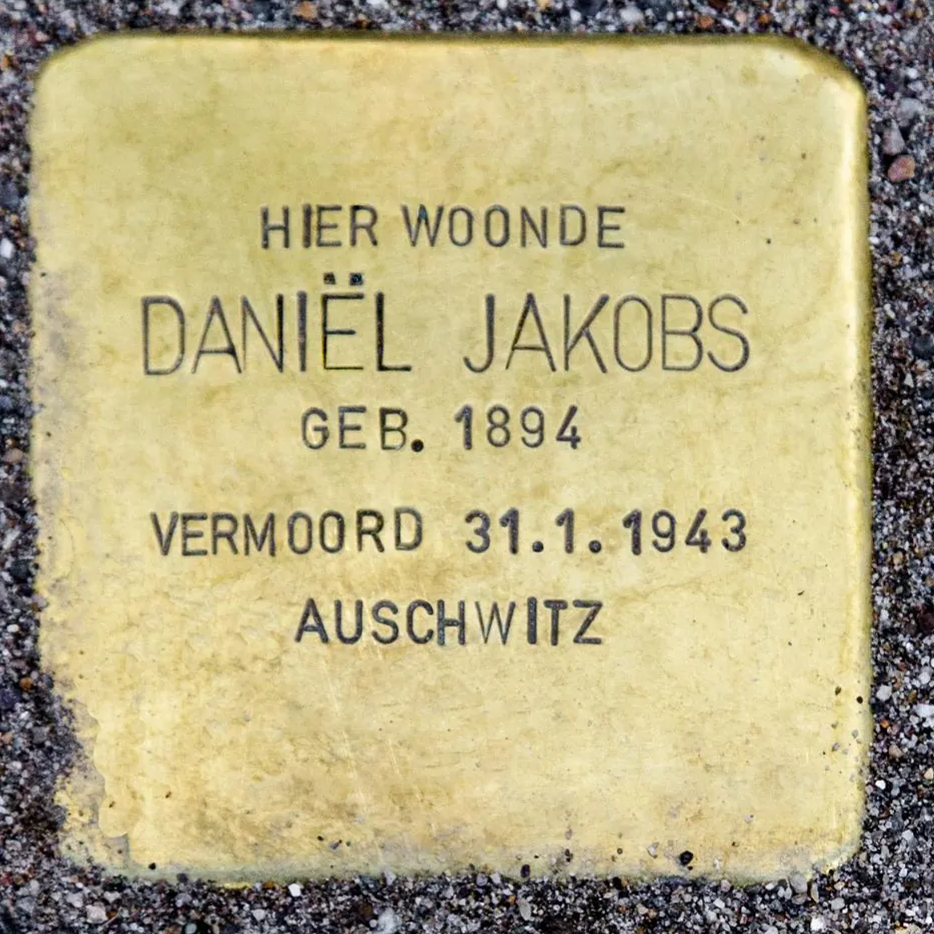 HIER WOONDE
DANIËL JAKOBS
GEB. 1894
VERMOORD 31.1.1943
AUSCHWITZ